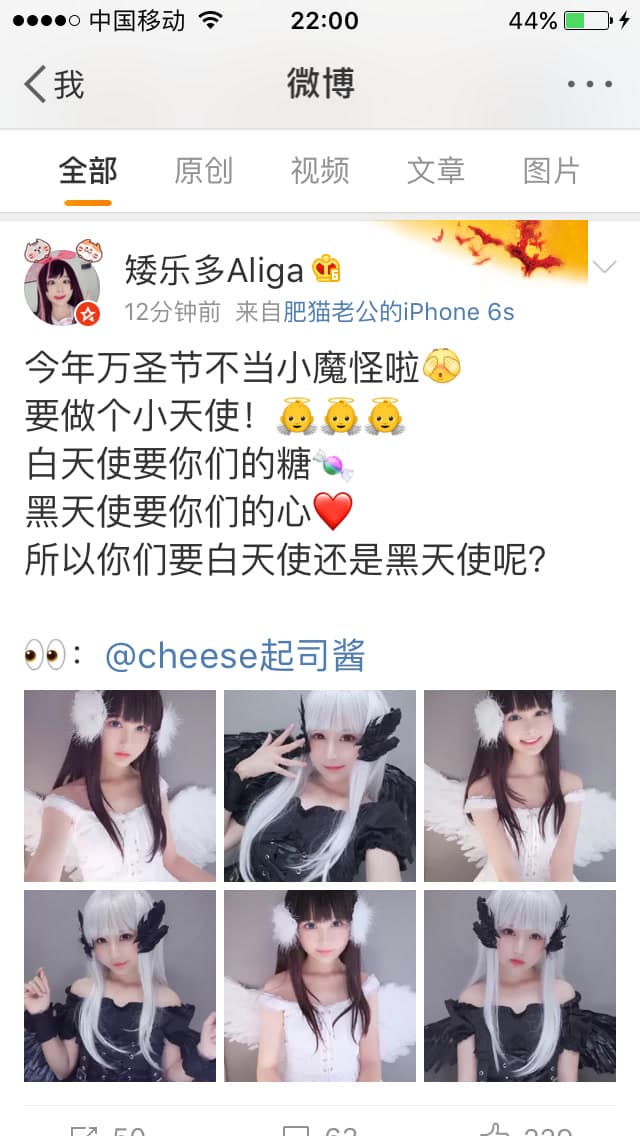 中国移动 22:00 44%
我 微博
全部 原创 视频 文章 图片
矮乐多Aliga
12分钟前 来自肥猫老公的iPhone 6s
今年万圣节不当小魔怪啦🫣
要做个小天使！👼👼👼
白天使要你们的糖🍬
黑天使要你们的心❤️
所以你们要白天使还是黑天使呢？
👀：@cheese起司酱